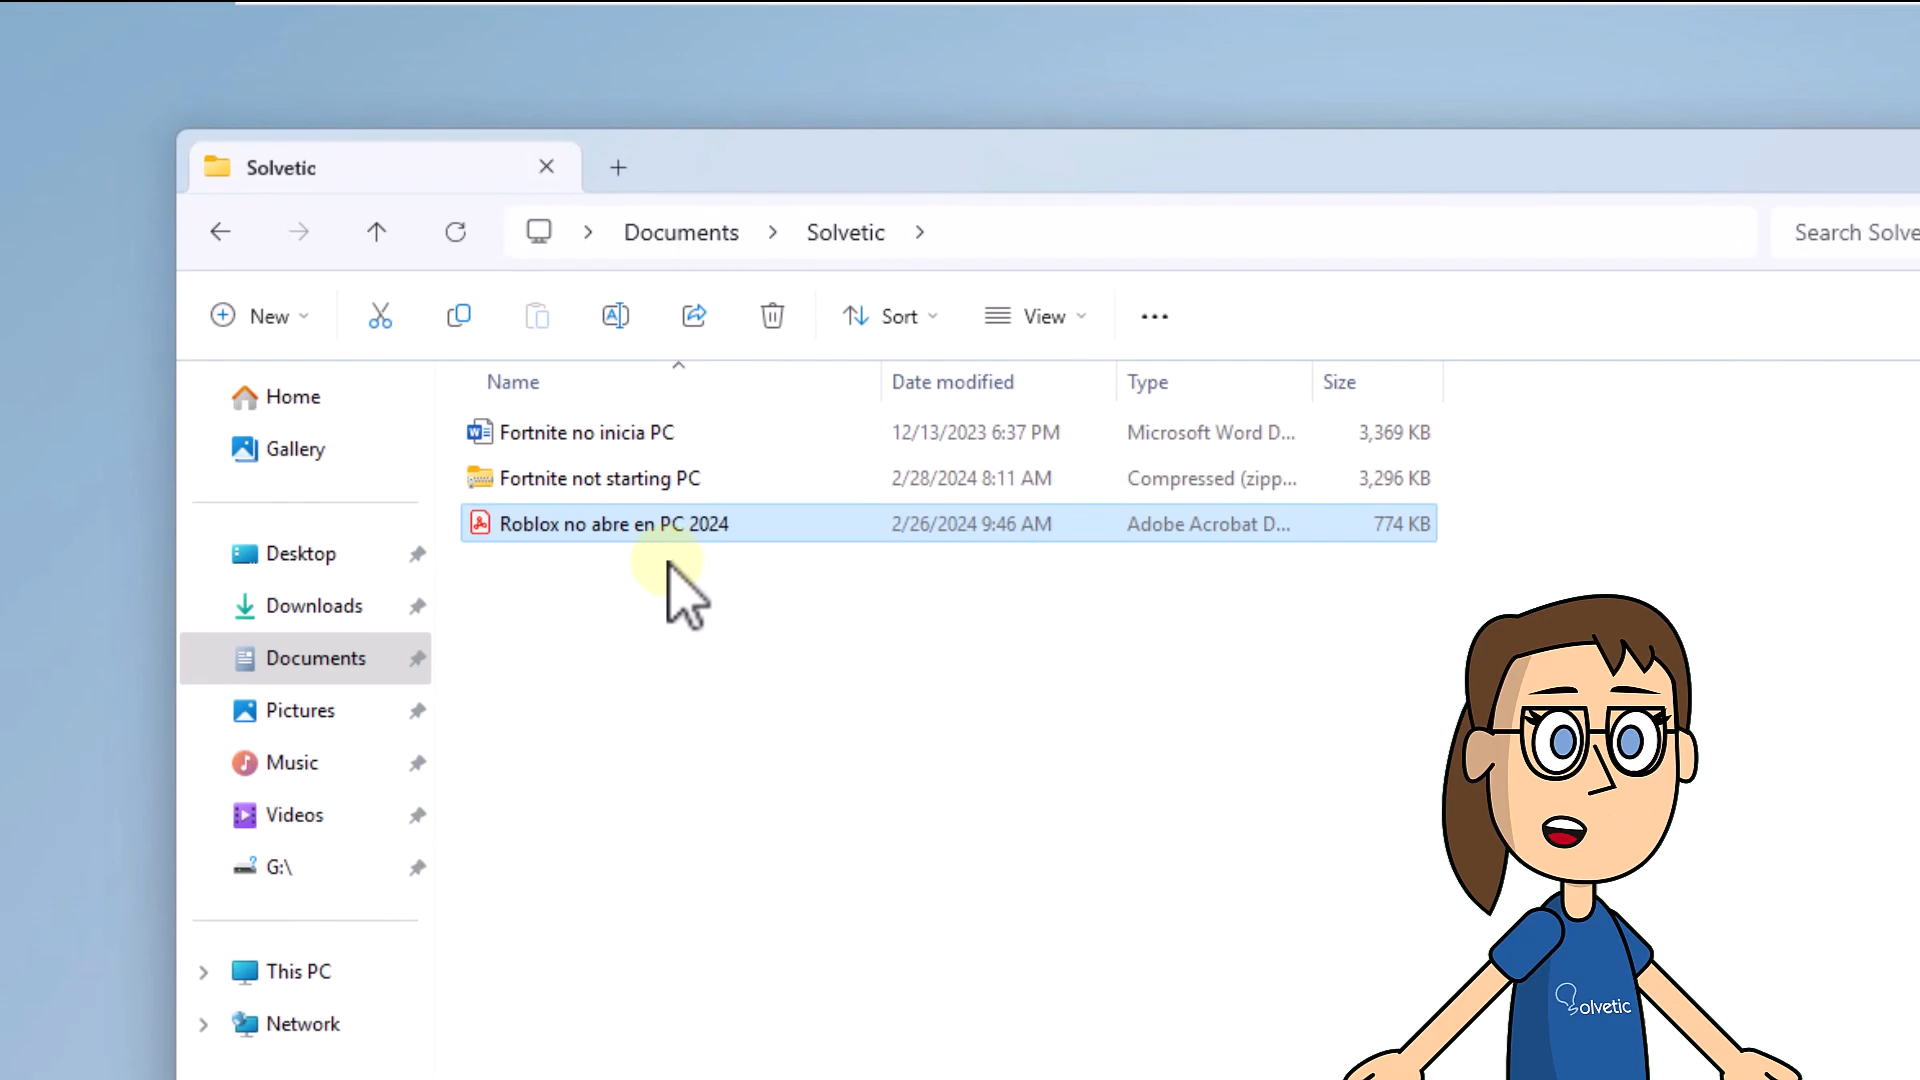 Solvetic
Documents
Solvetic
Search Solve
New
Sort
View
Name
Date modified
Type
Size
Fortnite no inicia PC
12/13/2023 6:37 PM
Microsoft Word D...
3,369 KB
Fortnite not starting PC
2/28/2024 8:11 AM
Compressed (zipp...
3,296 KB
Roblox no abre en PC 2024
2/26/2024 9:46 AM
Adobe Acrobat D...
774 KB
Home
Gallery
Desktop
Downloads
Documents
Pictures
Music
Videos
G:\
This PC
Network
Solvetic